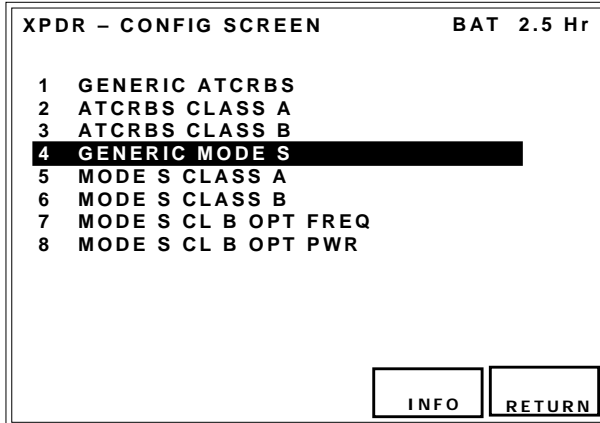 XPDR – CONFIG SCREEN BAT 2.5 Hr
1 GENERIC ATCRBS
2 ATCRBS CLASS A
3 ATCRBS CLASS B
4 GENERIC MODE S
5 MODE S CLASS A
6 MODE S CLASS B
7 MODE S CL B OPT FREQ
8 MODE S CL B OPT PWR
INFO RETURN